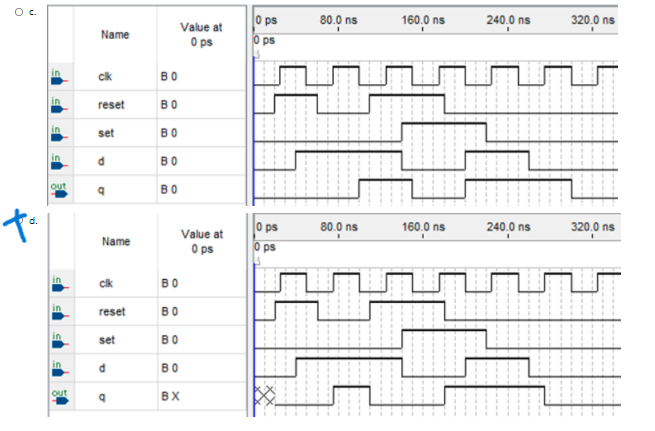 c.
Name Value at 0 ps
0 ps 80.0 ns 160.0 ns 240.0 ns 320.0 ns
0 ps
in clk B 0
in reset B 0
in set B 0
in d B 0
out q B 0
d.
Name Value at 0 ps
0 ps 80.0 ns 160.0 ns 240.0 ns 320.0 ns
0 ps
in clk B 0
in reset B 0
in set B 0
in d B 0
out q B X